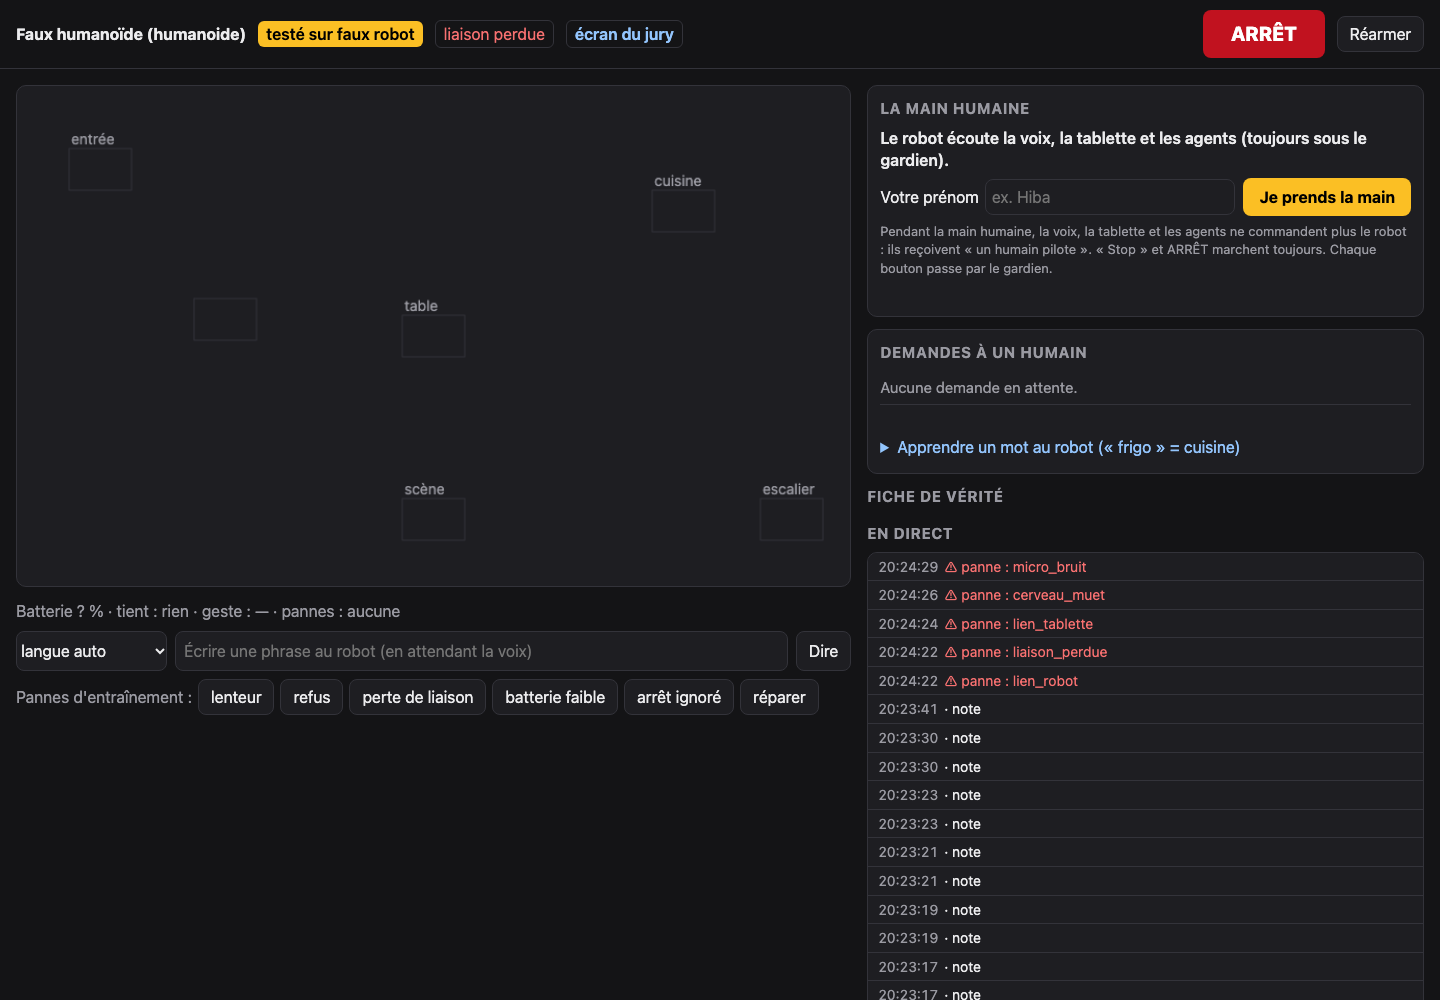 Faux humanoïde (humanoide) testé sur faux robot liaison perdue écran du jury ARRÊT Réarmer
entrée
cuisine
table
scène
escalier
Batterie ? % · tient : rien · geste : — · pannes : aucune
langue auto Écrire une phrase au robot (en attendant la voix) Dire
Pannes d'entraînement : lenteur refus perte de liaison batterie faible arrêt ignoré réparer
LA MAIN HUMAINE
Le robot écoute la voix, la tablette et les agents (toujours sous le
gardien).
Votre prénom ex. Hiba Je prends la main
Pendant la main humaine, la voix, la tablette et les agents ne commandent plus le robot
: ils reçoivent « un humain pilote ». « Stop » et ARRÊT marchent toujours. Chaque
bouton passe par le gardien.
DEMANDES À UN HUMAIN
Aucune demande en attente.
▶ Apprendre un mot au robot (« frigo » = cuisine)
FICHE DE VÉRITÉ
EN DIRECT
20:24:29 ⚠ panne : micro_bruit
20:24:26 ⚠ panne : cerveau_muet
20:24:24 ⚠ panne : lien_tablette
20:24:22 ⚠ panne : liaison_perdue
20:24:22 ⚠ panne : lien_robot
20:23:41 · note
20:23:30 · note
20:23:30 · note
20:23:23 · note
20:23:23 · note
20:23:21 · note
20:23:21 · note
20:23:19 · note
20:23:19 · note
20:23:17 · note
20:23:17 · note